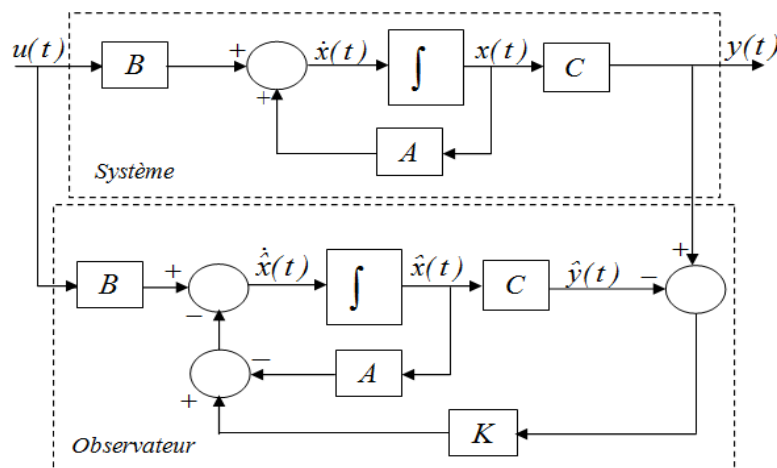 u(t)
B
+
+
ẋ(t)
∫
x(t)
C
y(t)
A
Système
B
+
−
x̂̇(t)
∫
x̂(t)
C
ŷ(t)
−
+
−
+
A
K
Observateur